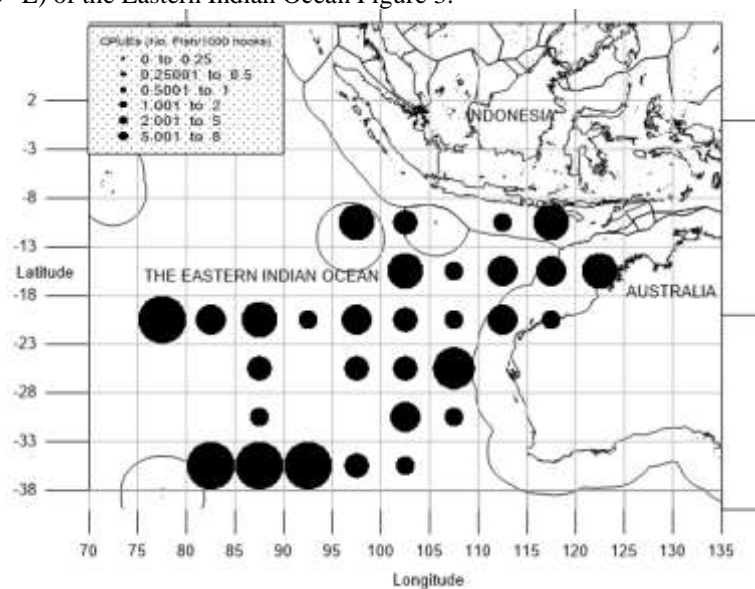 ° E) of the Eastern Indian Ocean Figure 3.
CPUEs (No. Fish/1000 hooks)
0 to 0.25
0.25001 to 0.5
0.5001 to 1
1.001 to 2
2.001 to 5
5.001 to 8
INDONESIA
THE EASTERN INDIAN OCEAN
AUSTRALIA
Latitude
2
-3
-8
-13
-18
-23
-28
-33
-38
70 75 80 85 90 95 100 105 110 115 120 125 130 135
Longitude